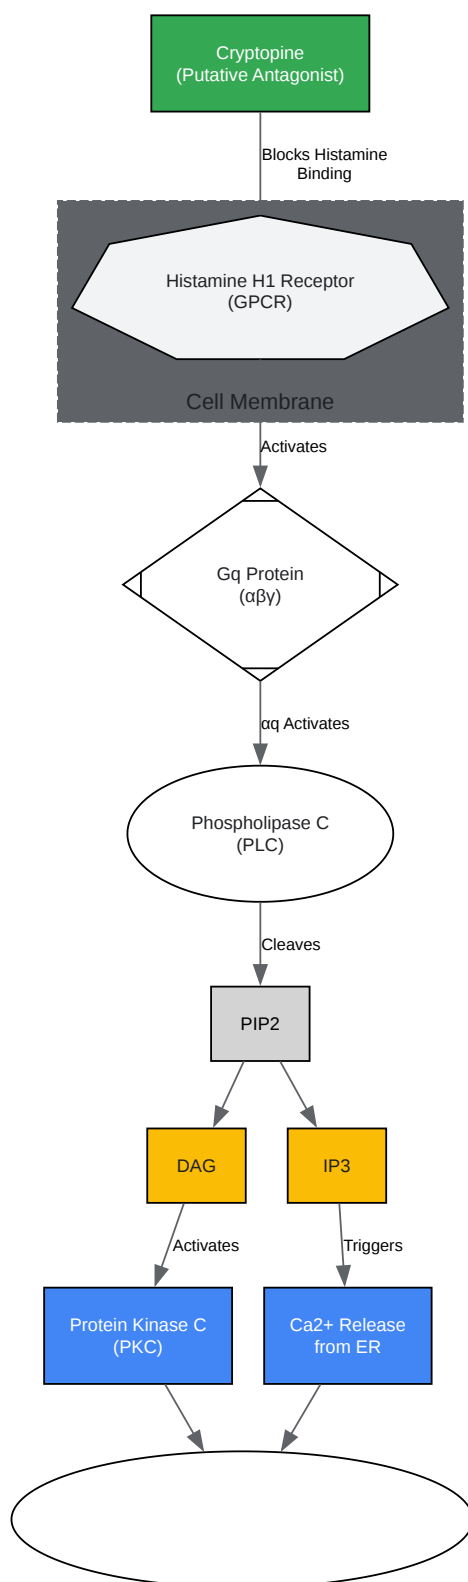 Cryptopine
(Putative Antagonist)
Blocks Histamine
Binding
Histamine H1 Receptor
(GPCR)
Cell Membrane
Activates
Gq Protein
(αβγ)
αq Activates
Phospholipase C
(PLC)
Cleaves
PIP2
DAG
IP3
Activates
Triggers
Protein Kinase C
(PKC)
Ca2+ Release
from ER